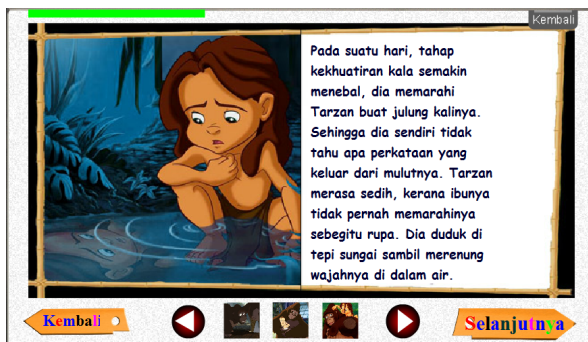 Kembali
Pada suatu hari, tahap
kekhuatiran kala semakin
menebal, dia memarahi
Tarzan buat julung kalinya.
Sehingga dia sendiri tidak
tahu apa perkataan yang
keluar dari mulutnya. Tarzan
merasa sedih, kerana ibunya
tidak pernah memarahinya
sebegitu rupa. Dia duduk di
tepi sungai sambil merenung
wajahnya di dalam air.
Kembali
Selanjutnya